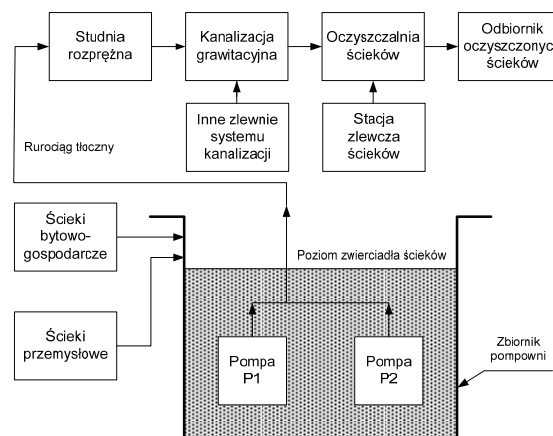 Studnia
rozprężna
Kanalizacja
grawitacyjna
Oczyszczalnia
ścieków
Odbiornik
oczyszczonyc
ścieków
Inne zlewnie
systemu
kanalizacji
Stacja
zlewcza
ścieków
Rurociąg tłoczny
Ścieki
bytowo-
gospodarcze
Poziom zwierciadła ścieków
Ścieki
przemysłowe
Pompa
P1
Pompa
P2
Zbiornik
pompowni